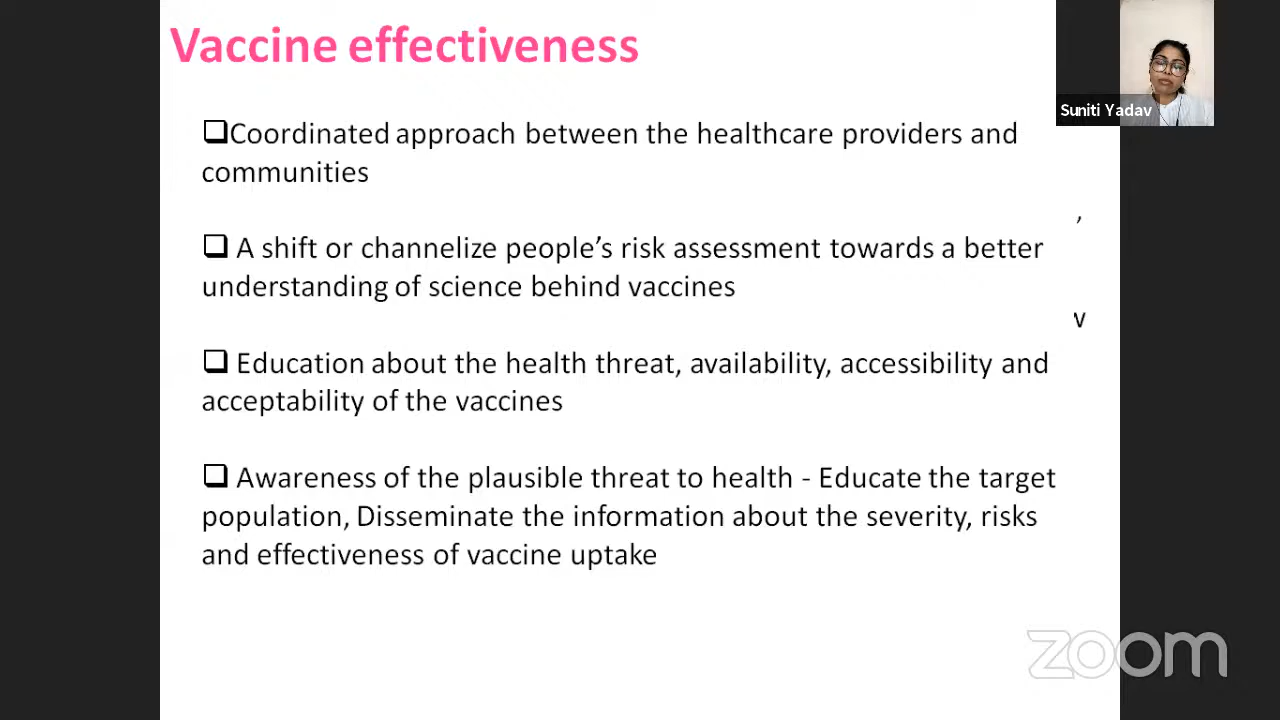 Vaccine effectiveness
Suniti Yadav
❑Coordinated approach between the healthcare providers and
communities
,
❑ A shift or channelize people’s risk assessment towards a better
understanding of science behind vaccines
w
❑ Education about the health threat, availability, accessibility and
acceptability of the vaccines
❑ Awareness of the plausible threat to health - Educate the target
population, Disseminate the information about the severity, risks
and effectiveness of vaccine uptake
zoom